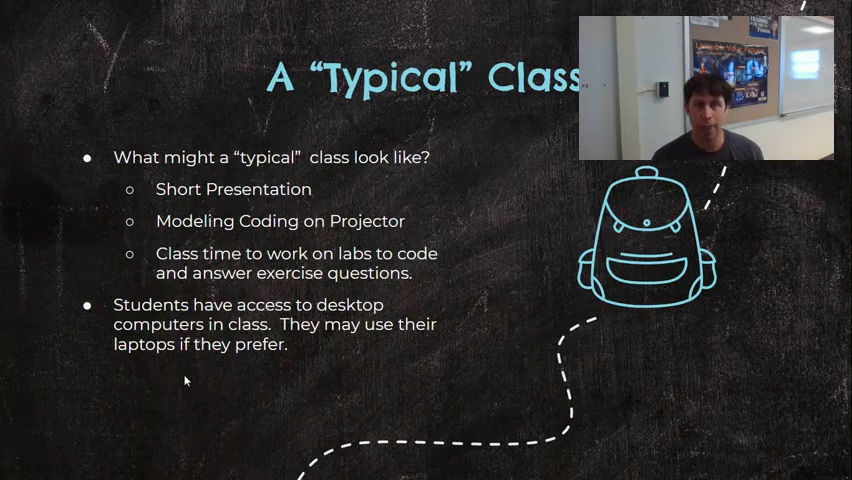 A “Typical” Class
● What might a “typical” class look like?
○ Short Presentation
○ Modeling Coding on Projector
○ Class time to work on labs to code
and answer exercise questions.
● Students have access to desktop
computers in class. They may use their
laptops if they prefer.